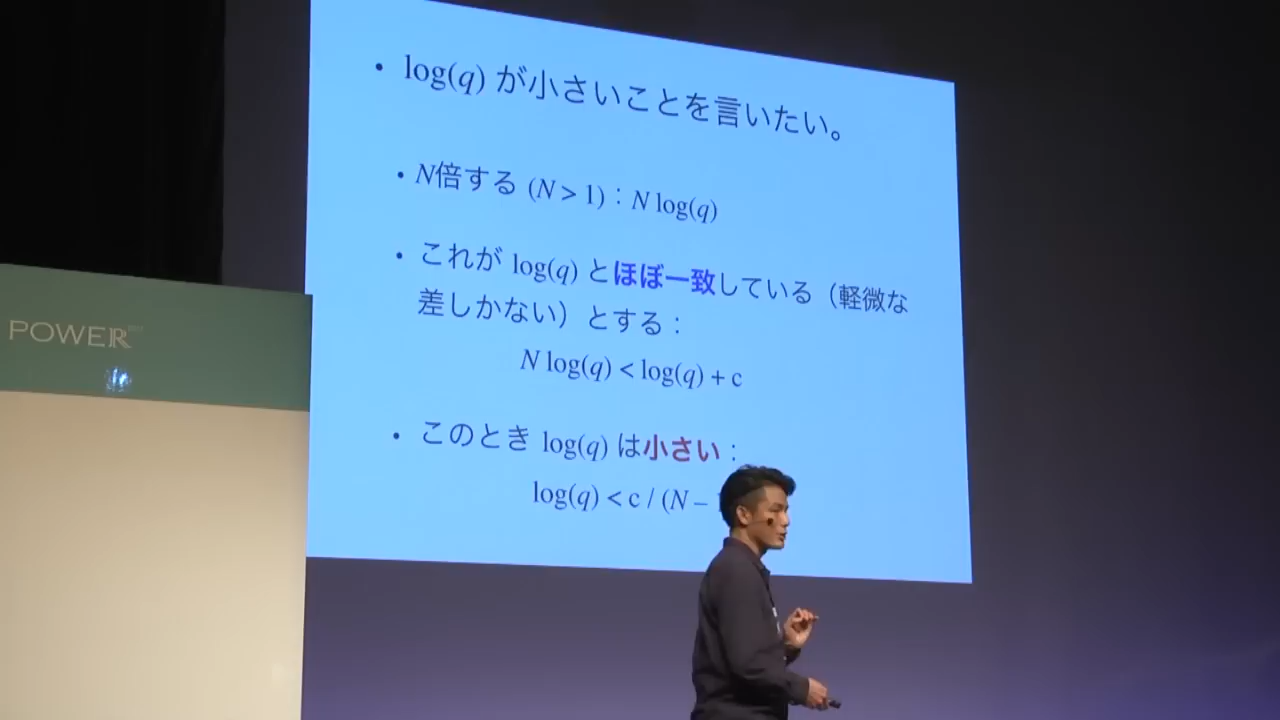 • log(q) が小さいことを言いたい。
• N倍する (N > 1)：N log(q)
• これが log(q) とほぼ一致している（軽微な
差しかない）とする：
N log(q) < log(q) + c
• このとき log(q) は小さい：
log(q) < c / (N –
POWER